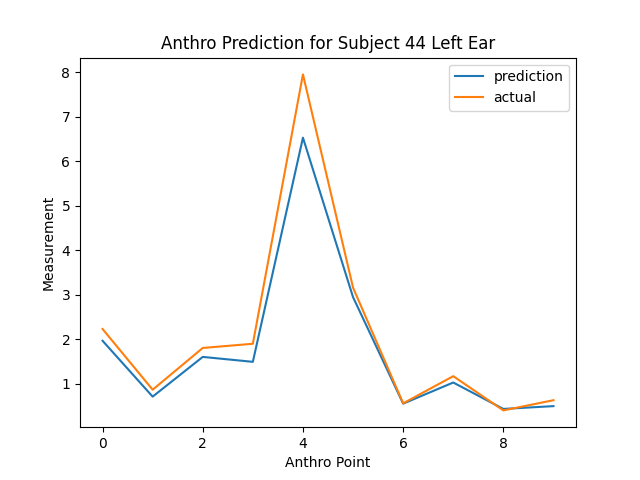 Anthro Prediction for Subject 44 Left Ear
prediction
actual
8
7
6
5
4
3
2
1
Measurement
0 2 4 6 8
Anthro Point